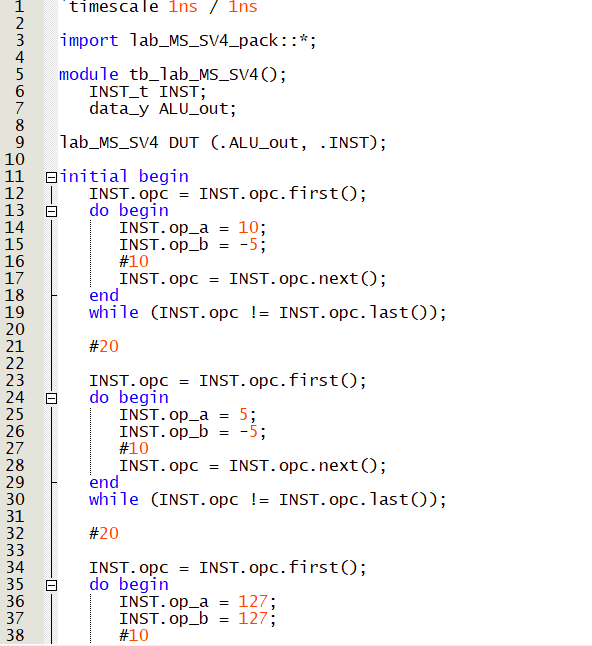 1 `timescale 1ns / 1ns
2
3 import lab_MS_SV4_pack::*;
4
5 module tb_lab_MS_SV4();
6 INST_t INST;
7 data_y ALU_out;
8
9 lab_MS_SV4 DUT (.ALU_out, .INST);
10
11 initial begin
12 INST.opc = INST.opc.first();
13 do begin
14 INST.op_a = 10;
15 INST.op_b = -5;
16 #10
17 INST.opc = INST.opc.next();
18 end
19 while (INST.opc != INST.opc.last());
20
21 #20
22
23 INST.opc = INST.opc.first();
24 do begin
25 INST.op_a = 5;
26 INST.op_b = -5;
27 #10
28 INST.opc = INST.opc.next();
29 end
30 while (INST.opc != INST.opc.last());
31
32 #20
33
34 INST.opc = INST.opc.first();
35 do begin
36 INST.op_a = 127;
37 INST.op_b = 127;
38 #10